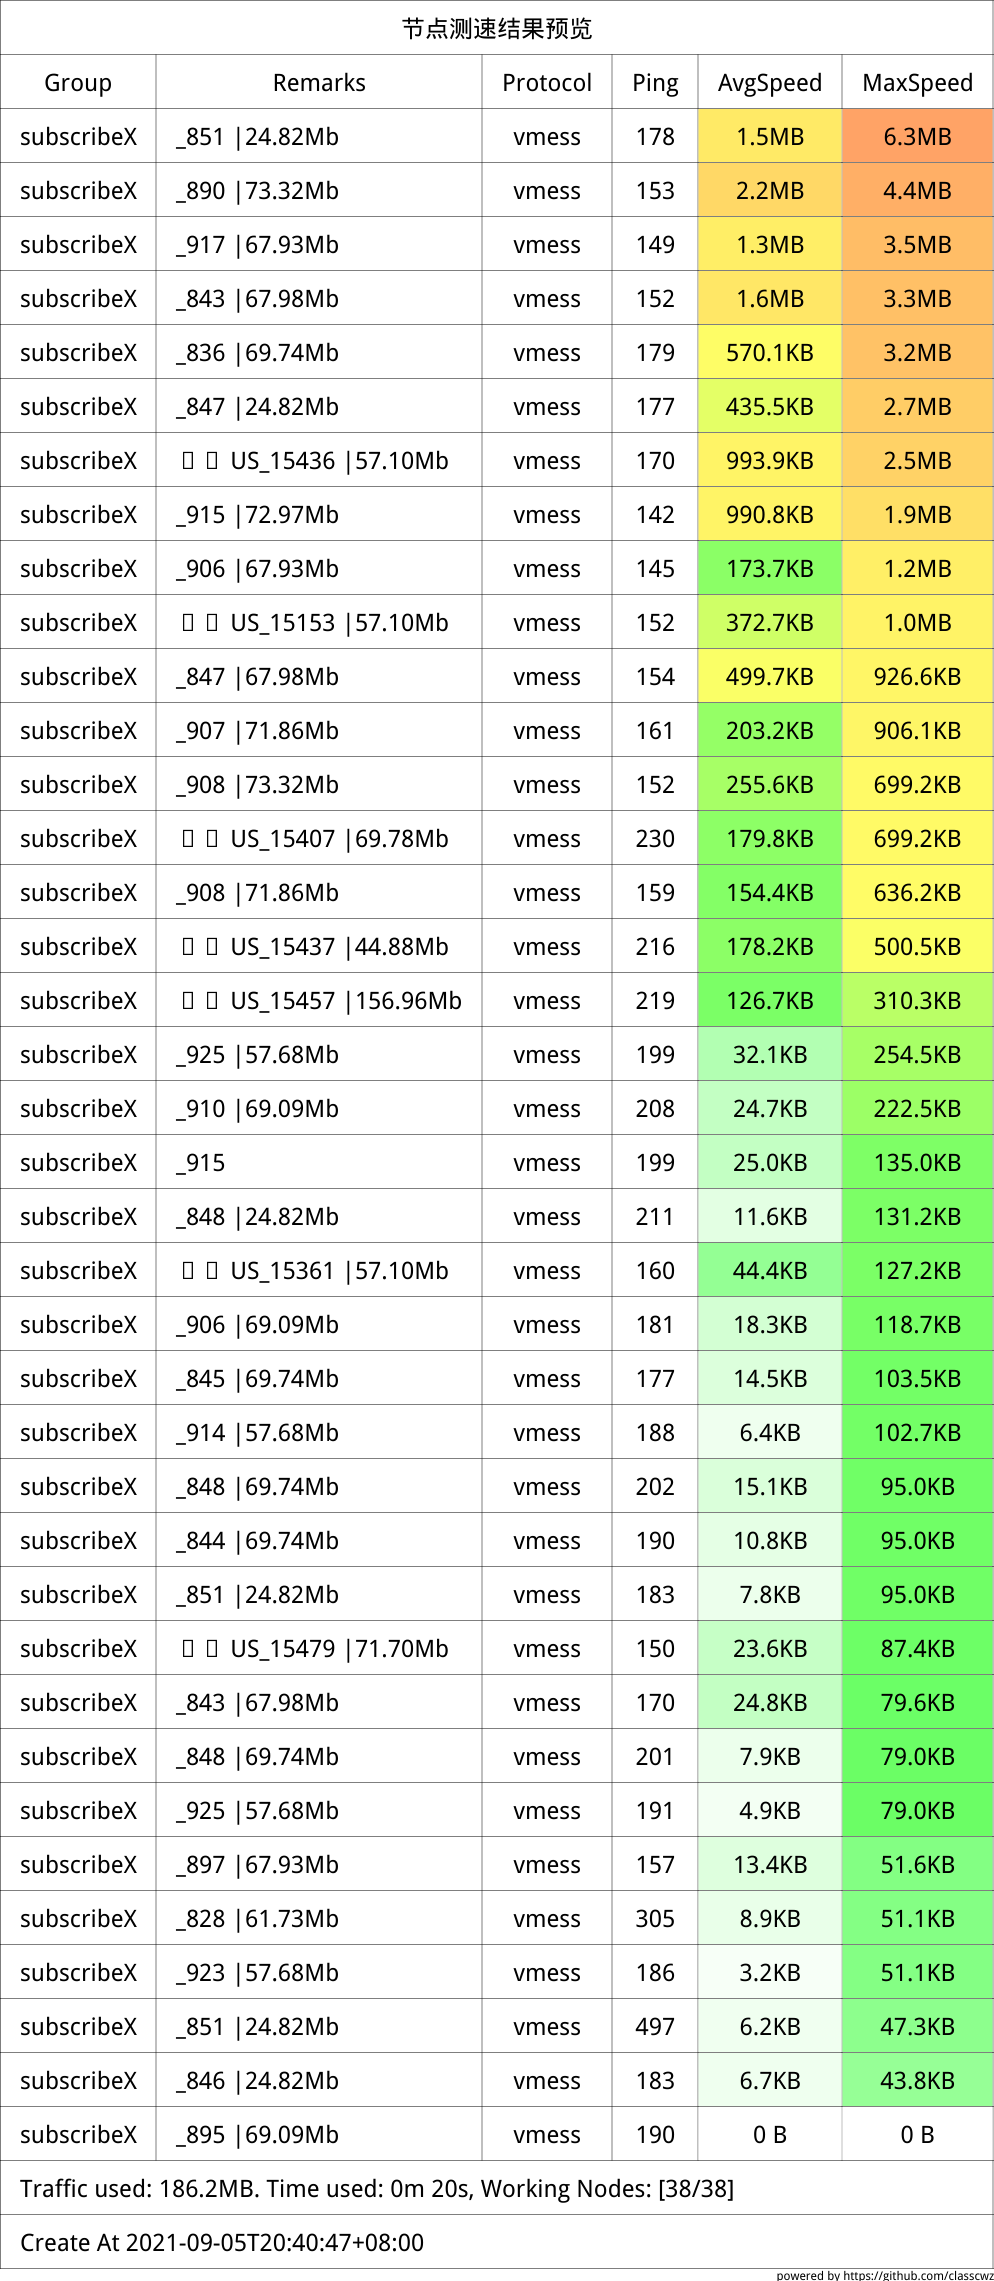 节点测速结果预览
Group Remarks Protocol Ping AvgSpeed MaxSpeed
subscribeX _851 |24.82Mb vmess 178 1.5MB 6.3MB
subscribeX _890 |73.32Mb vmess 153 2.2MB 4.4MB
subscribeX _917 |67.93Mb vmess 149 1.3MB 3.5MB
subscribeX _843 |67.98Mb vmess 152 1.6MB 3.3MB
subscribeX _836 |69.74Mb vmess 179 570.1KB 3.2MB
subscribeX _847 |24.82Mb vmess 177 435.5KB 2.7MB
subscribeX US_15436 |57.10Mb vmess 170 993.9KB 2.5MB
subscribeX _915 |72.97Mb vmess 142 990.8KB 1.9MB
subscribeX _906 |67.93Mb vmess 145 173.7KB 1.2MB
subscribeX US_15153 |57.10Mb vmess 152 372.7KB 1.0MB
subscribeX _847 |67.98Mb vmess 154 499.7KB 926.6KB
subscribeX _907 |71.86Mb vmess 161 203.2KB 906.1KB
subscribeX _908 |73.32Mb vmess 152 255.6KB 699.2KB
subscribeX US_15407 |69.78Mb vmess 230 179.8KB 699.2KB
subscribeX _908 |71.86Mb vmess 159 154.4KB 636.2KB
subscribeX US_15437 |44.88Mb vmess 216 178.2KB 500.5KB
subscribeX US_15457 |156.96Mb vmess 219 126.7KB 310.3KB
subscribeX _925 |57.68Mb vmess 199 32.1KB 254.5KB
subscribeX _910 |69.09Mb vmess 208 24.7KB 222.5KB
subscribeX _915 vmess 199 25.0KB 135.0KB
subscribeX _848 |24.82Mb vmess 211 11.6KB 131.2KB
subscribeX US_15361 |57.10Mb vmess 160 44.4KB 127.2KB
subscribeX _906 |69.09Mb vmess 181 18.3KB 118.7KB
subscribeX _845 |69.74Mb vmess 177 14.5KB 103.5KB
subscribeX _914 |57.68Mb vmess 188 6.4KB 102.7KB
subscribeX _848 |69.74Mb vmess 202 15.1KB 95.0KB
subscribeX _844 |69.74Mb vmess 190 10.8KB 95.0KB
subscribeX _851 |24.82Mb vmess 183 7.8KB 95.0KB
subscribeX US_15479 |71.70Mb vmess 150 23.6KB 87.4KB
subscribeX _843 |67.98Mb vmess 170 24.8KB 79.6KB
subscribeX _848 |69.74Mb vmess 201 7.9KB 79.0KB
subscribeX _925 |57.68Mb vmess 191 4.9KB 79.0KB
subscribeX _897 |67.93Mb vmess 157 13.4KB 51.6KB
subscribeX _828 |61.73Mb vmess 305 8.9KB 51.1KB
subscribeX _923 |57.68Mb vmess 186 3.2KB 51.1KB
subscribeX _851 |24.82Mb vmess 497 6.2KB 47.3KB
subscribeX _846 |24.82Mb vmess 183 6.7KB 43.8KB
subscribeX _895 |69.09Mb vmess 190 0 B 0 B
Traffic used: 186.2MB. Time used: 0m 20s, Working Nodes: [38/38]
Create At 2021-09-05T20:40:47+08:00
powered by https://github.com/classcwz